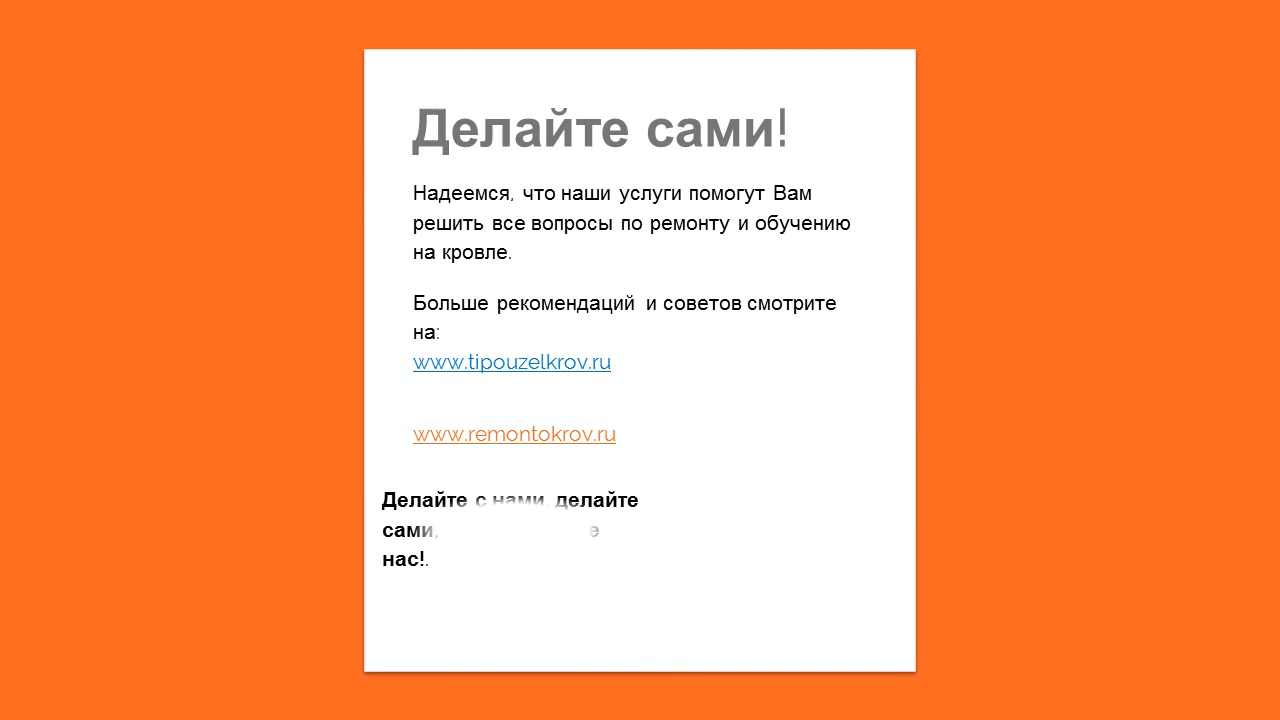 Делайте сами!
Надеемся, что наши услуги помогут Вам
решить все вопросы по ремонту и обучению
на кровле.
Больше рекомендаций и советов смотрите
на:
www.tipouzelkrov.ru
www.remontokrov.ru
Делайте с нами, делайте
сами,
нас!.